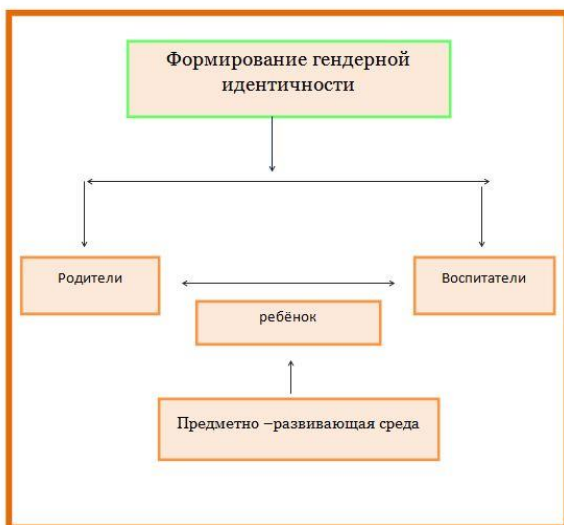 Формирование гендерной
идентичности
Родители
Воспитатели
ребёнок
Предметно –развивающая среда